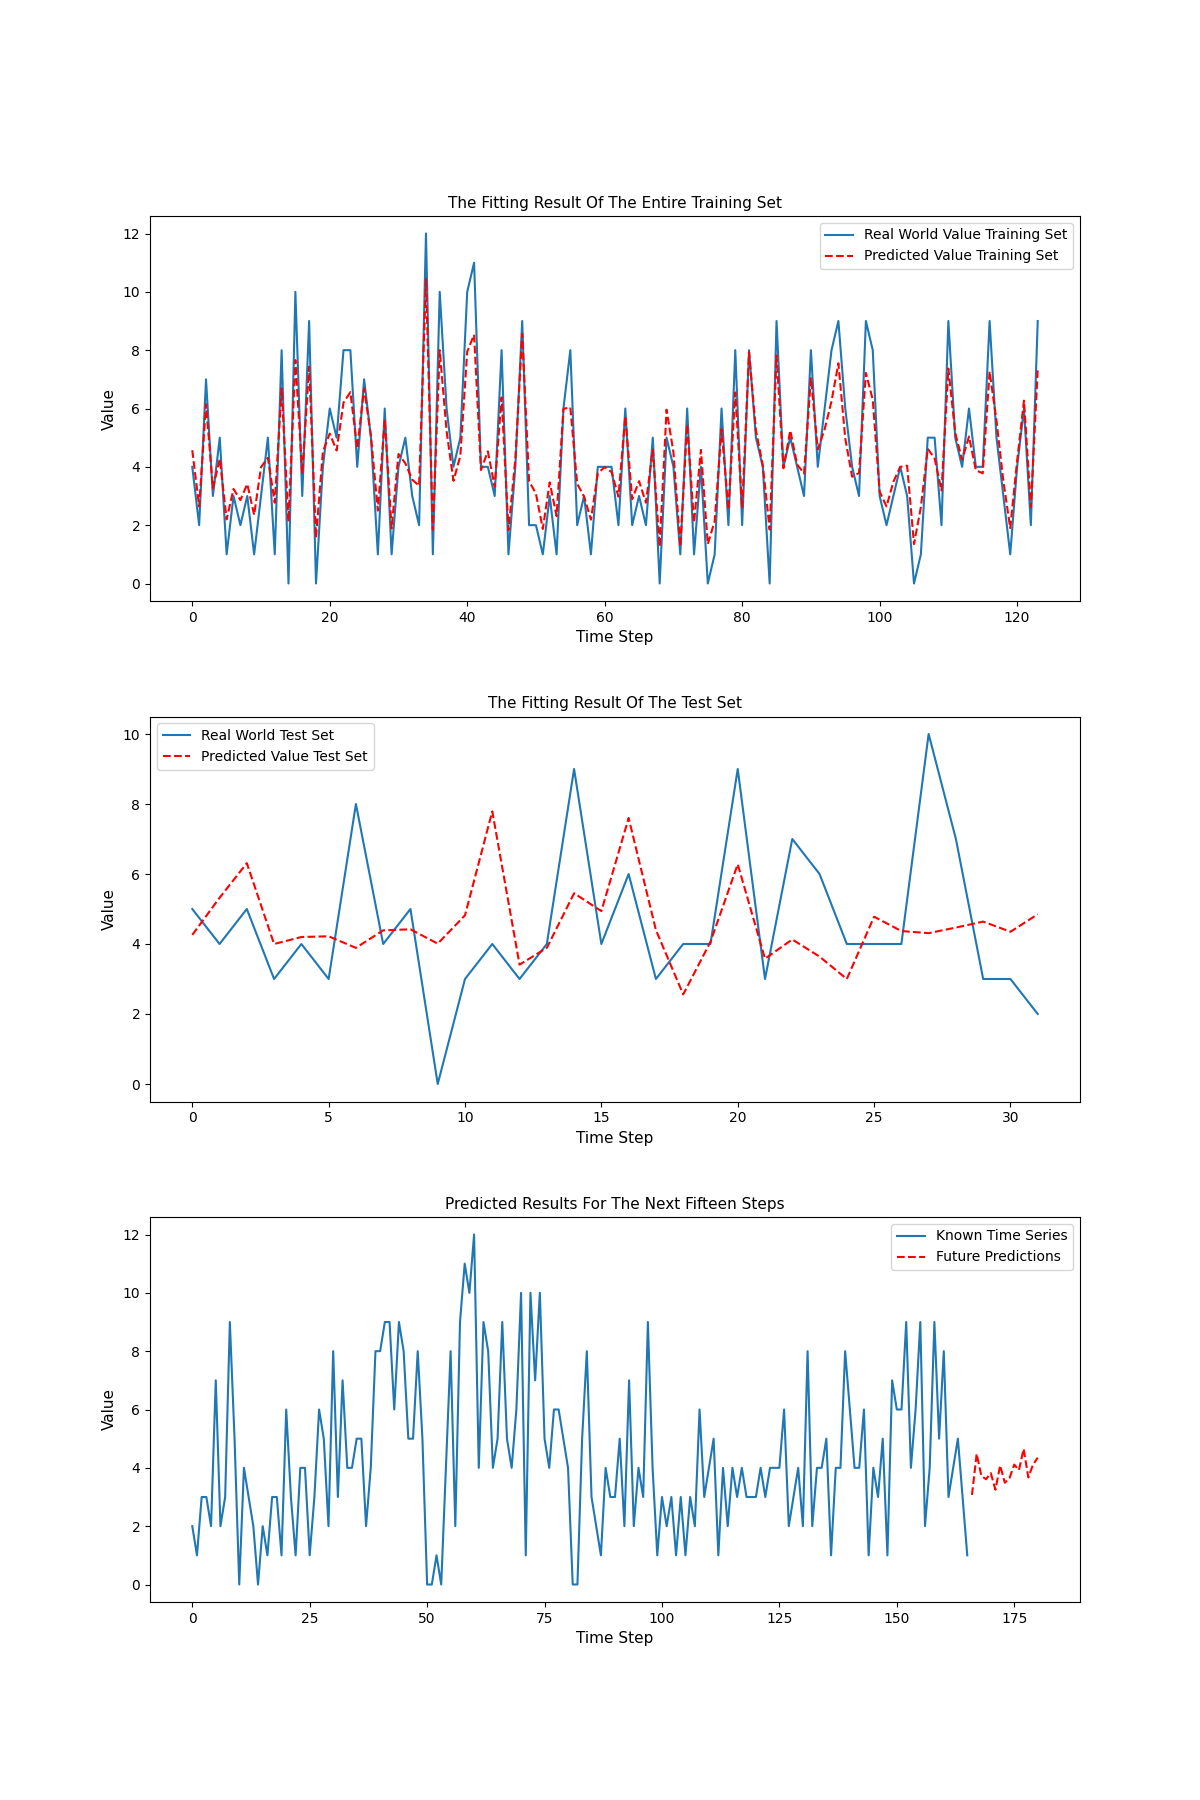 The Fitting Result Of The Entire Training Set
Real World Value Training Set
Predicted Value Training Set
Value
12
10
8
6
4
2
0
0 20 40 60 80 100 120
Time Step
The Fitting Result Of The Test Set
Real World Test Set
Predicted Value Test Set
Value
10
8
6
4
2
0
0 5 10 15 20 25 30
Time Step
Predicted Results For The Next Fifteen Steps
Known Time Series
Future Predictions
Value
12
10
8
6
4
2
0
0 25 50 75 100 125 150 175
Time Step